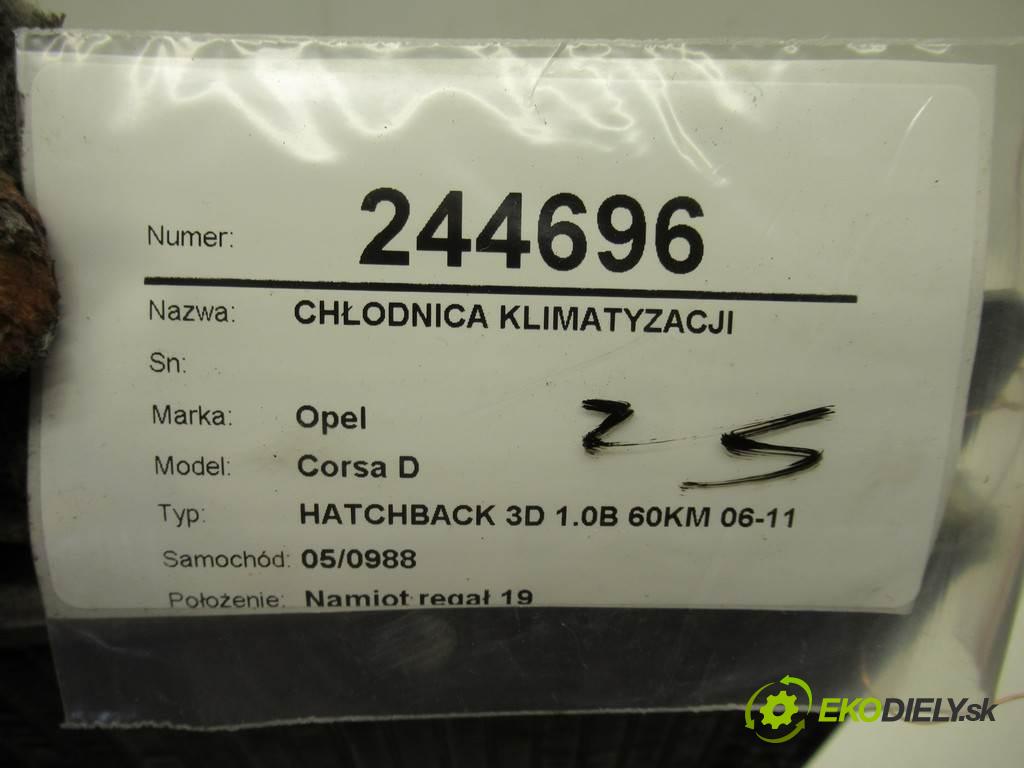 Numer: 244696
Nazwa: CHŁODNICA KLIMATYZACJI
Sn:
Marka: Opel
Model: Corsa D
Typ: HATCHBACK 3D 1.0B 60KM 06-11
Samochód: 05/0988
Położenie: Namiot regał 19
EKODIELY.sk